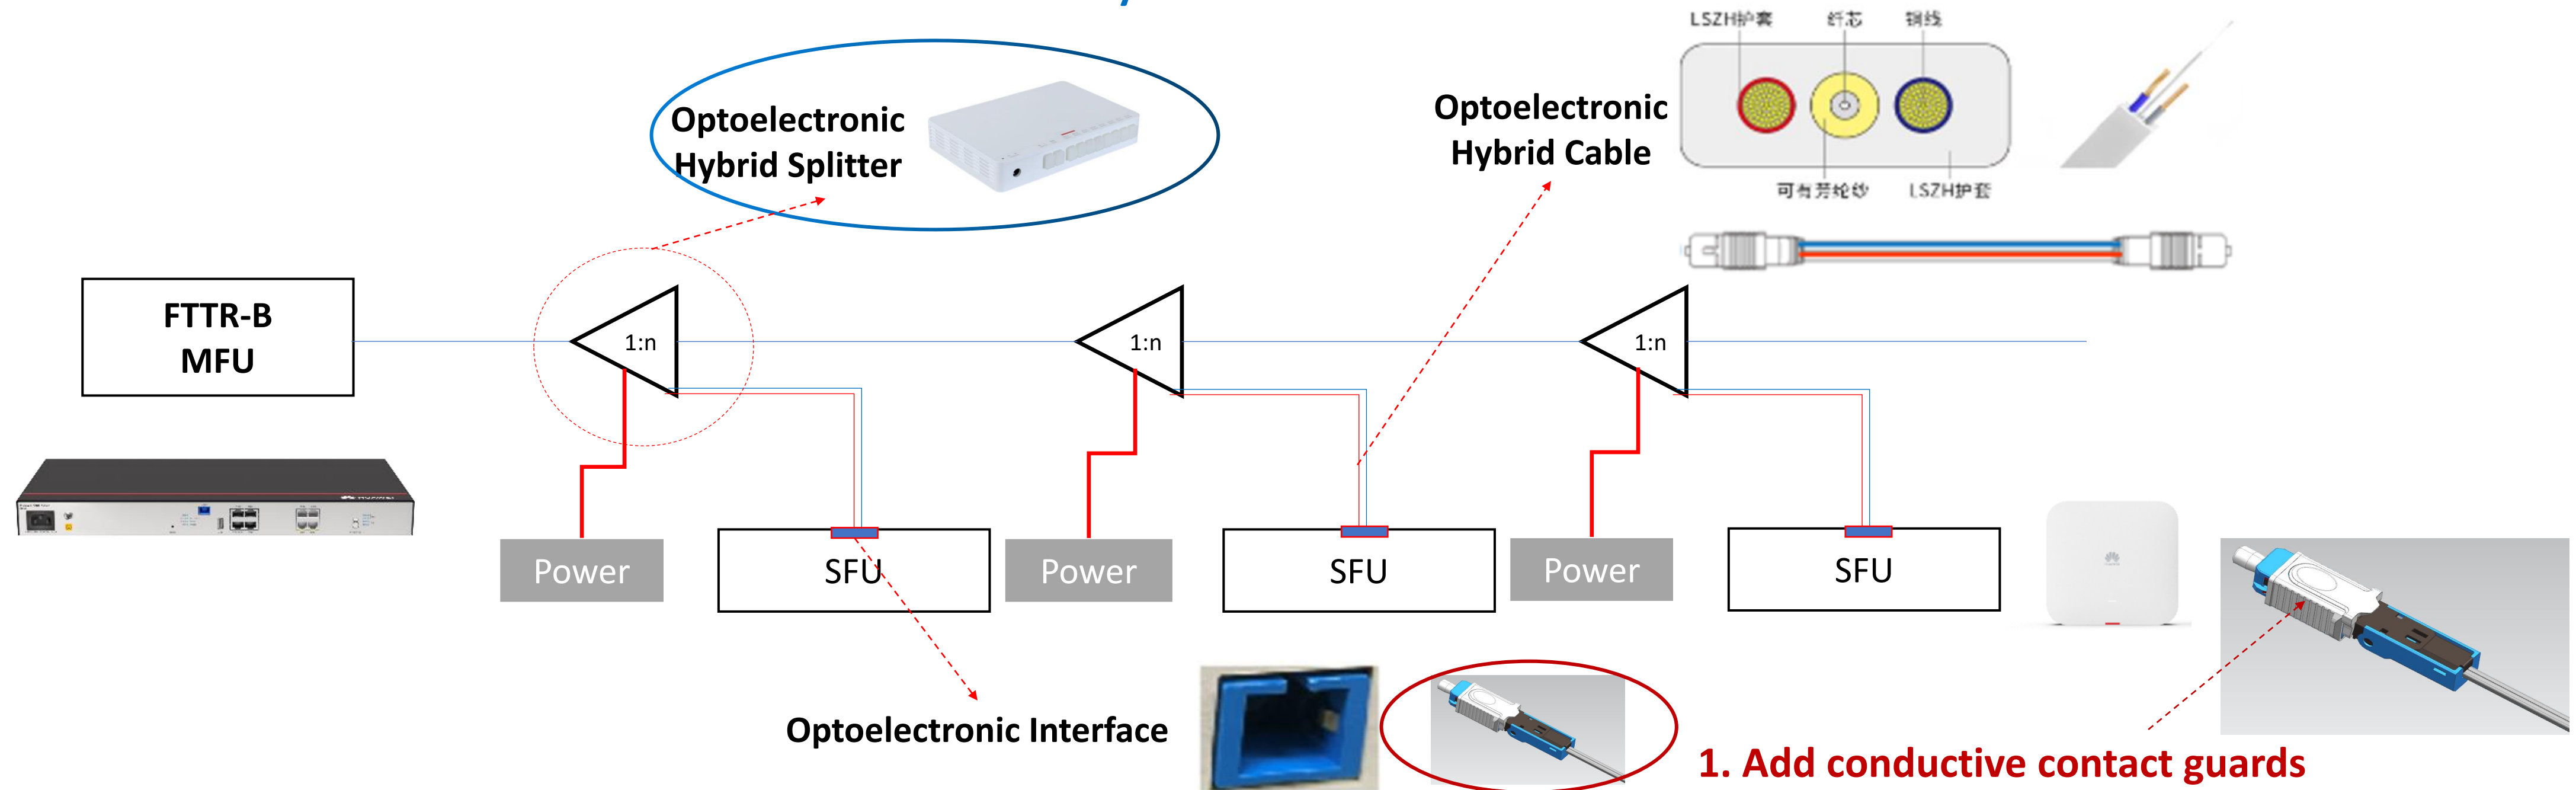 LSZH护套
纤芯
铜线
Optoelectronic
Hybrid Splitter
Optoelectronic
Hybrid Cable
可有芳纶纱
LSZH护套
FTTR-B
MFU
1:n
1:n
1:n
Power
SFU
Power
SFU
Power
SFU
Optoelectronic Interface
1. Add conductive contact guards